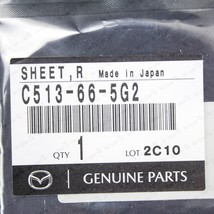 SHEET,R Made in Japan
C513-66-5G2
QTY 1 LOT 2C10
GENUINE PARTS